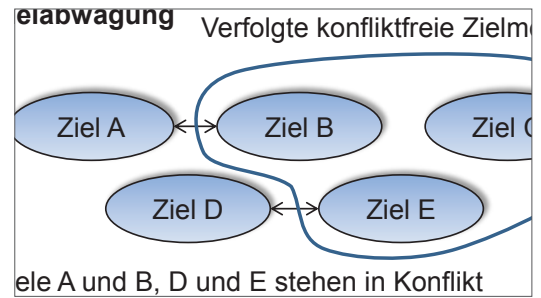 elabwägung
Verfolgte konfliktfreie Zielm
Ziel A
Ziel B
Ziel
Ziel D
Ziel E
ele A und B, D und E stehen in Konflikt